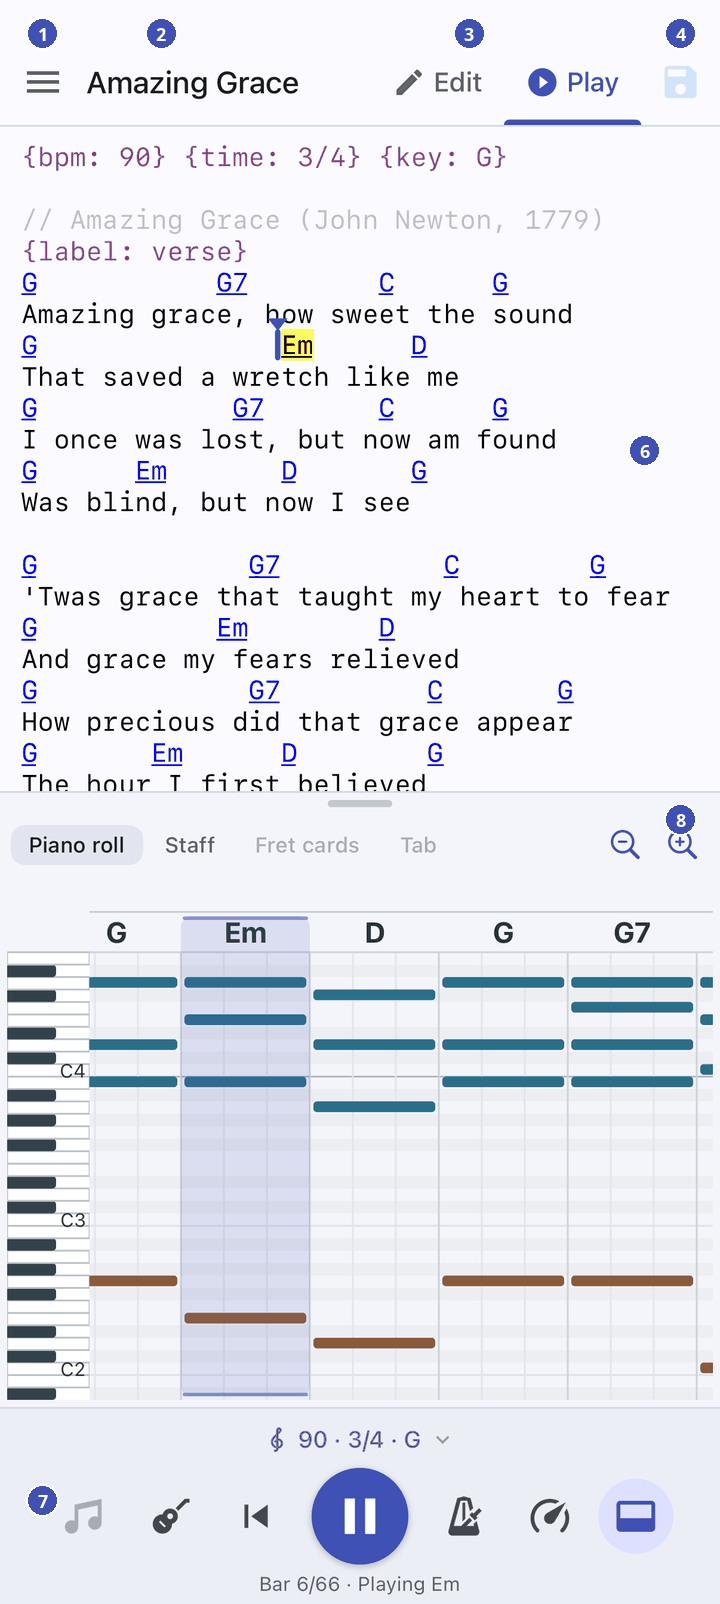 1 2 3 4
Amazing Grace Edit Play
{bpm: 90} {time: 3/4} {key: G}
// Amazing Grace (John Newton, 1779)
{label: verse}
G G7 C G
Amazing grace, how sweet the sound
G Em D
That saved a wretch like me
G G7 C G
I once was lost, but now am found
6
G Em D G
Was blind, but now I see
G G7 C G
'Twas grace that taught my heart to fear
G Em D
And grace my fears relieved
G G7 C G
How precious did that grace appear
G Em D G
The hour I first believed
8
Piano roll Staff Fret cards Tab
G Em D G G7
C4
C3
C2
90 · 3/4 · G
7
Bar 6/66 · Playing Em